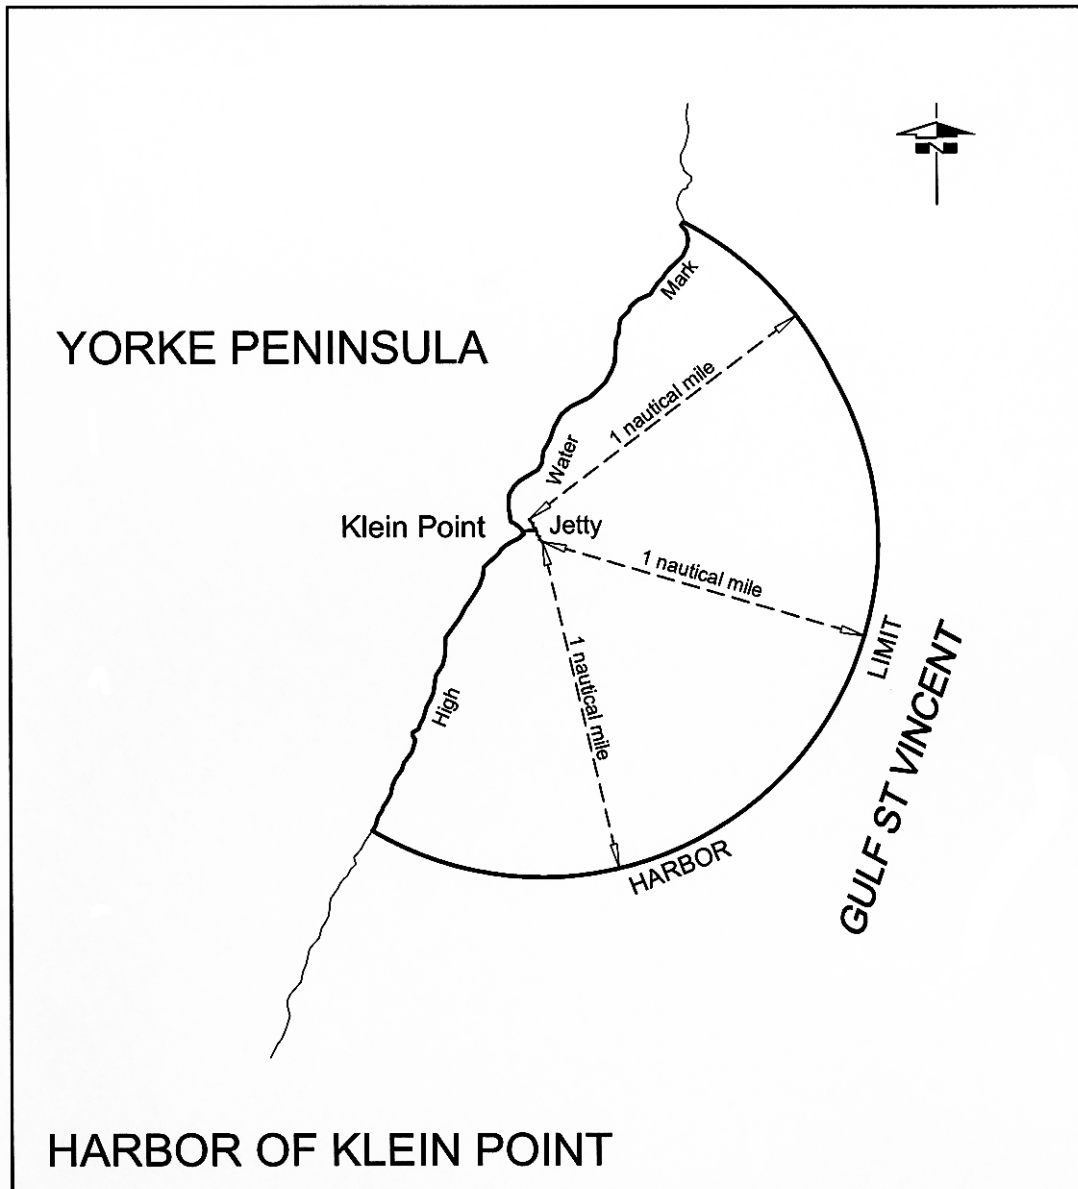 N
Mark
YORKE PENINSULA
1 nautical mile
Water
Klein Point
Jetty
1 nautical mile
LIMIT
1 nautical mile
High
GULF ST VINCENT
HARBOR
HARBOR OF KLEIN POINT